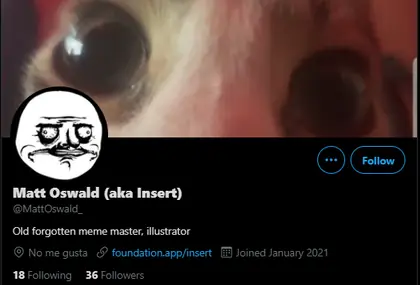 Follow
Matt Oswald (aka Insert)
@MattOswald_
Old forgotten meme master, illustrator
No me gusta foundation.app/insert Joined January 2021
18 Following 36 Followers